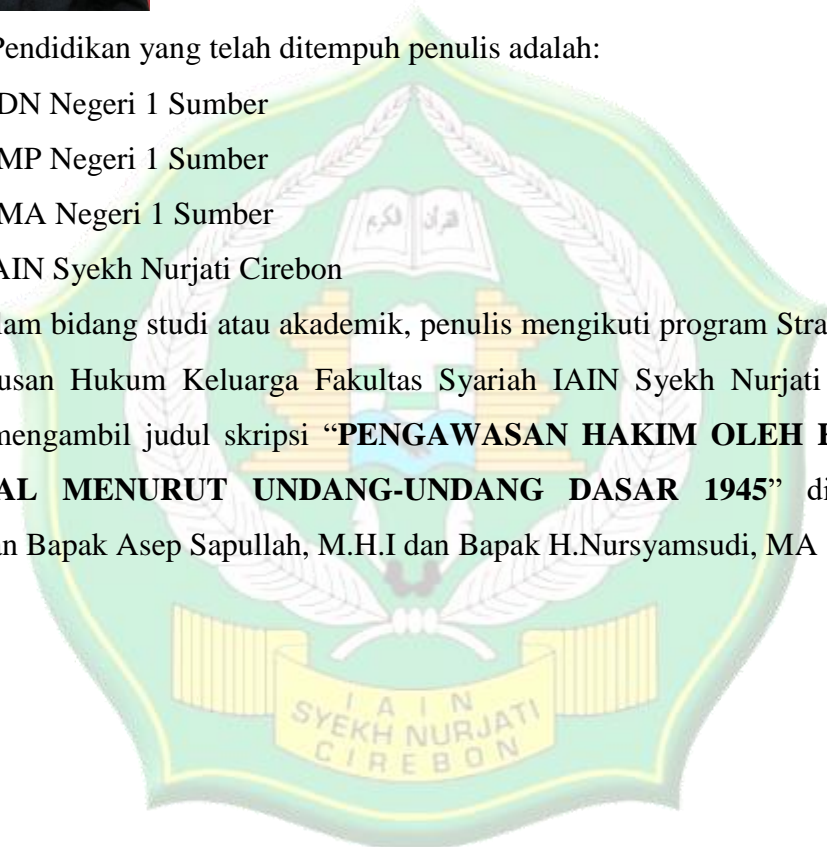 Pendidikan yang telah ditempuh penulis adalah:
DN Negeri 1 Sumber
MP Negeri 1 Sumber
MA Negeri 1 Sumber
AIN Syekh Nurjati Cirebon
lam bidang studi atau akademik, penulis mengikuti program Stra
usan Hukum Keluarga Fakultas Syariah IAIN Syekh Nurjati
mengambil judul skripsi “PENGAWASAN HAKIM OLEH
AL MENURUT UNDANG-UNDANG DASAR 1945” di
an Bapak Asep Sapullah, M.H.I dan Bapak H.Nursyamsudi, MA
القرآن الكريم
I A I N
SYEKH NURJATI
CIREBON